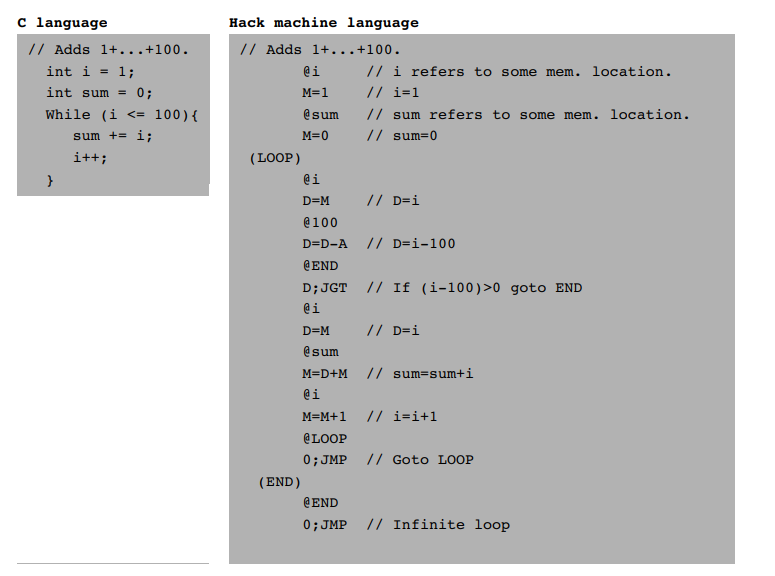 C language
// Adds 1+...+100.
int i = 1;
int sum = 0;
While (i <= 100){
sum += i;
i++;
}
Hack machine language
// Adds 1+...+100.
@i // i refers to some mem. location.
M=1 // i=1
@sum // sum refers to some mem. location.
M=0 // sum=0
(LOOP)
@i
D=M // D=i
@100
D=D-A // D=i-100
@END
D;JGT // If (i-100)>0 goto END
@i
D=M // D=i
@sum
M=D+M // sum=sum+i
@i
M=M+1 // i=i+1
@LOOP
0;JMP // Goto LOOP
(END)
@END
0;JMP // Infinite loop